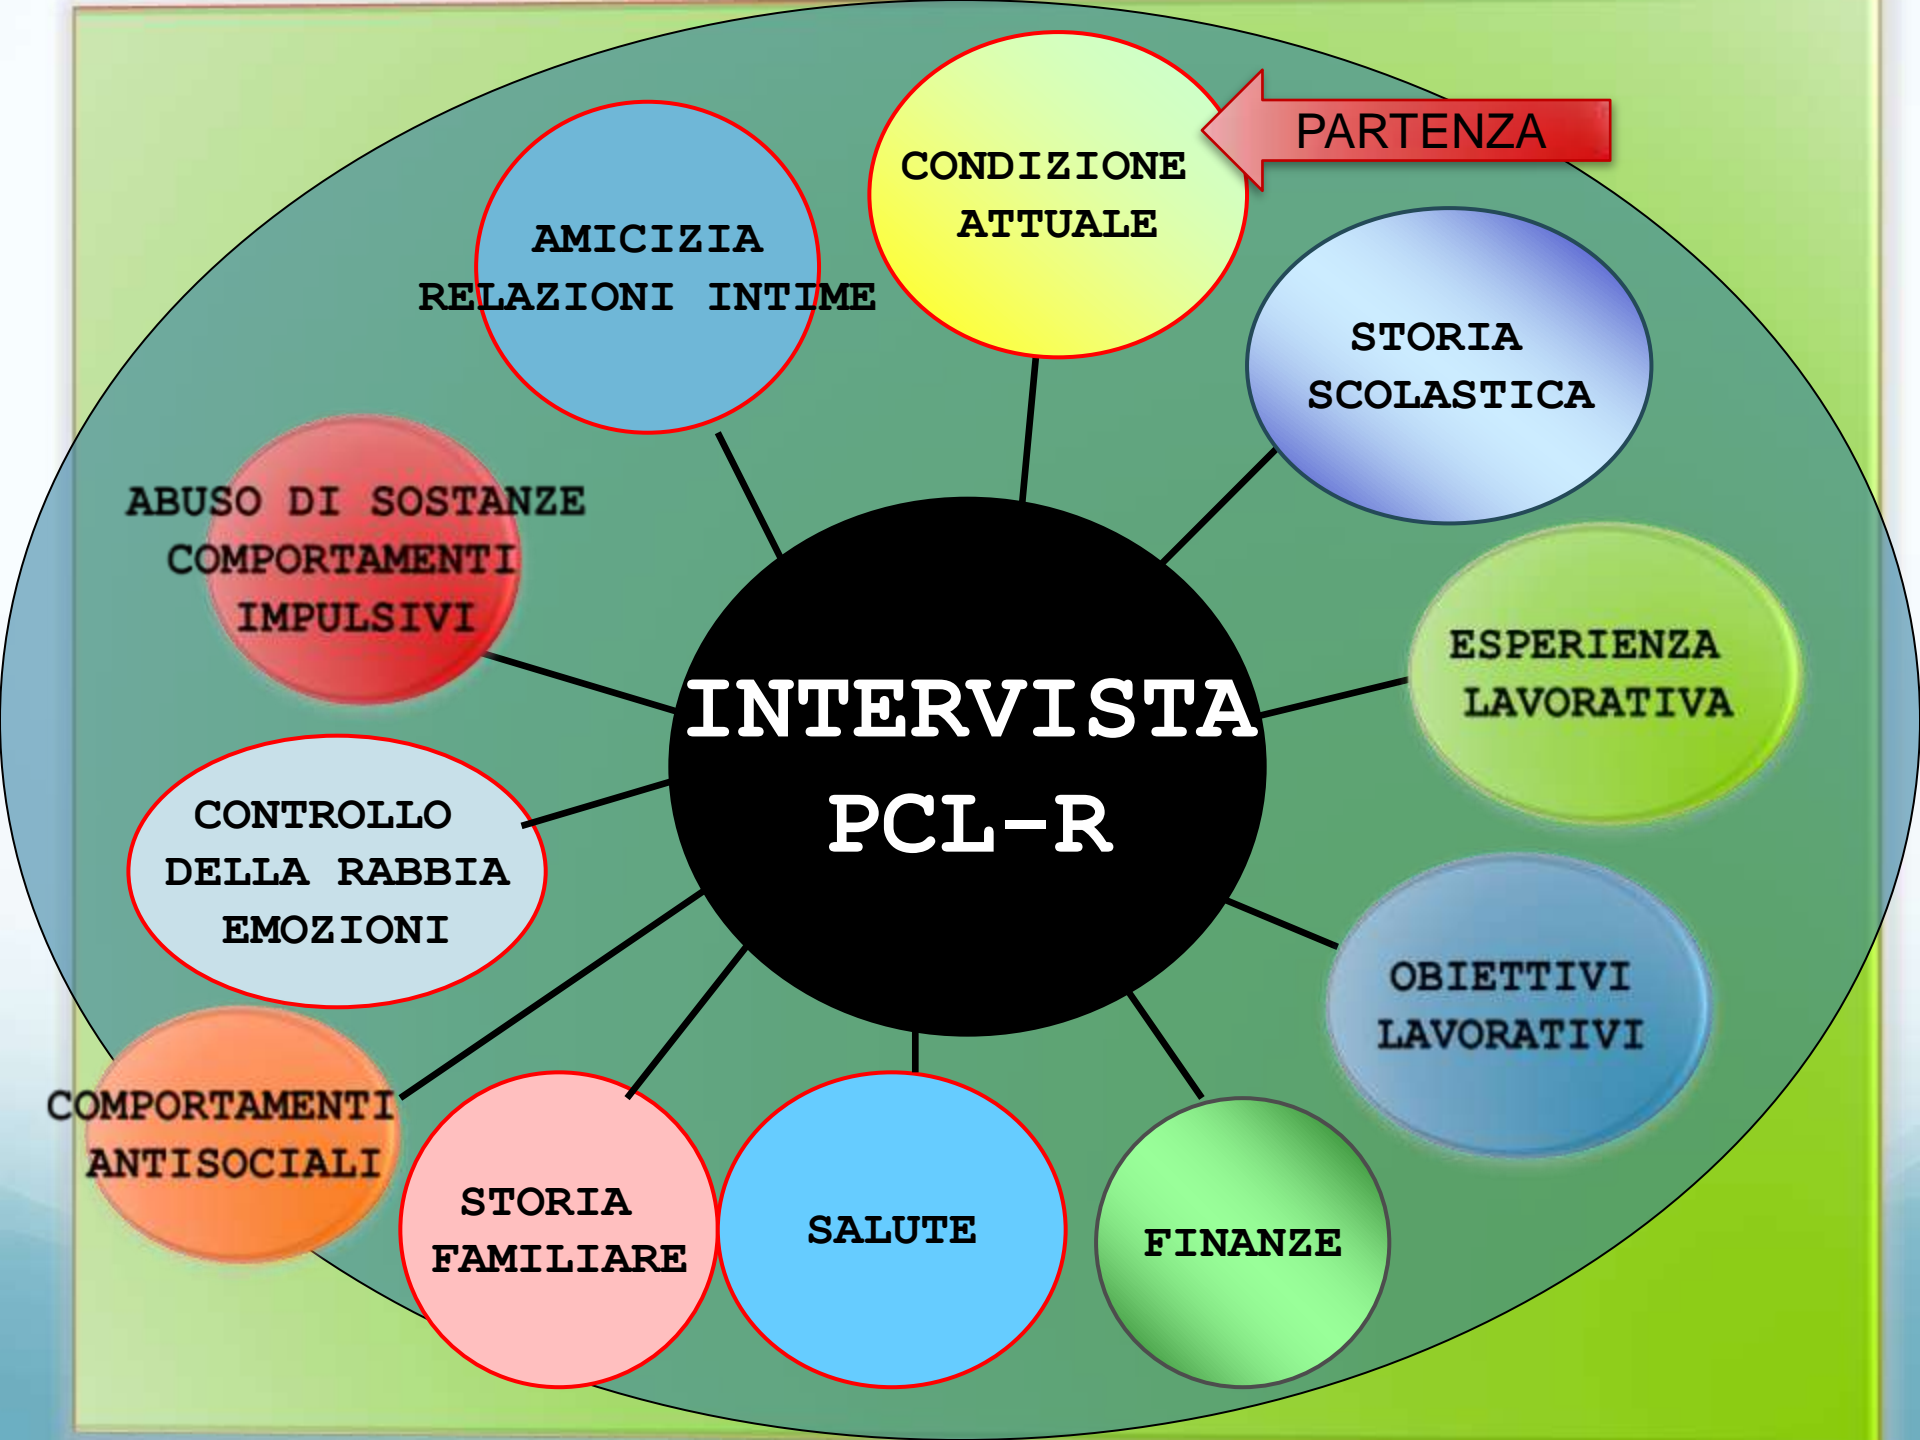 PARTENZA
CONDIZIONE
ATTUALE
STORIA
SCOLASTICA
ESPERIENZA
LAVORATIVA
OBIETTIVI
LAVORATIVI
FINANZE
SALUTE
STORIA
FAMILIARE
COMPORTAMENTI
ANTISOCIALI
CONTROLLO
DELLA RABBIA
EMOZIONI
ABUSO DI SOSTANZE
COMPORTAMENTI
IMPULSIVI
AMICIZIA
RELAZIONI INTIME
INTERVISTA
PCL-R